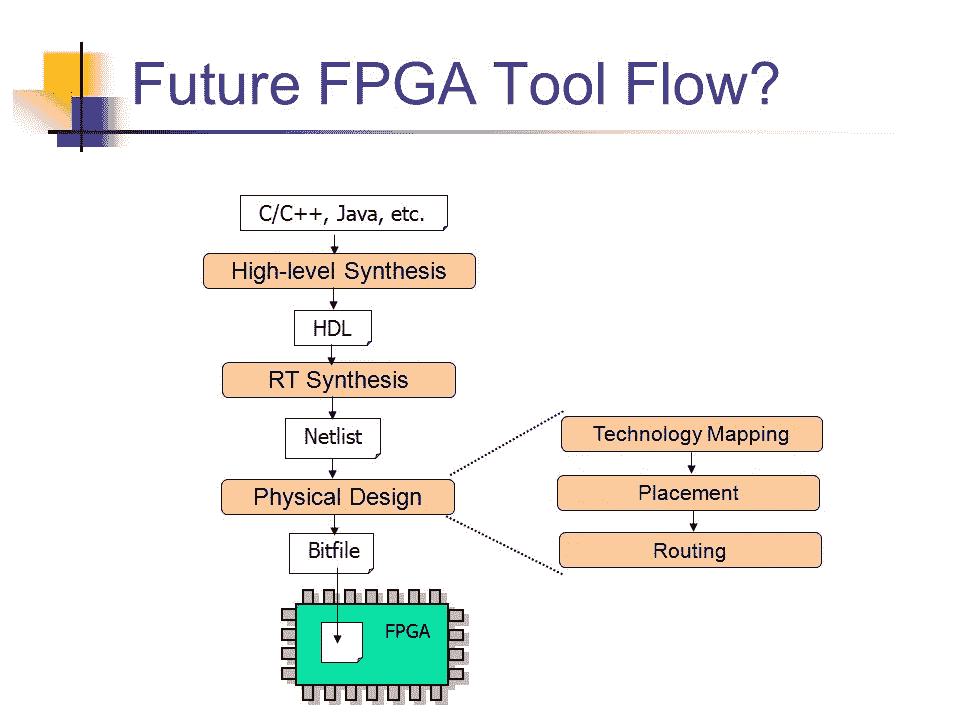 Future FPGA Tool Flow?
C/C++, Java, etc.
High-level Synthesis
HDL
RT Synthesis
Netlist
Physical Design
Technology Mapping
Placement
Routing
Bitfile
FPGA